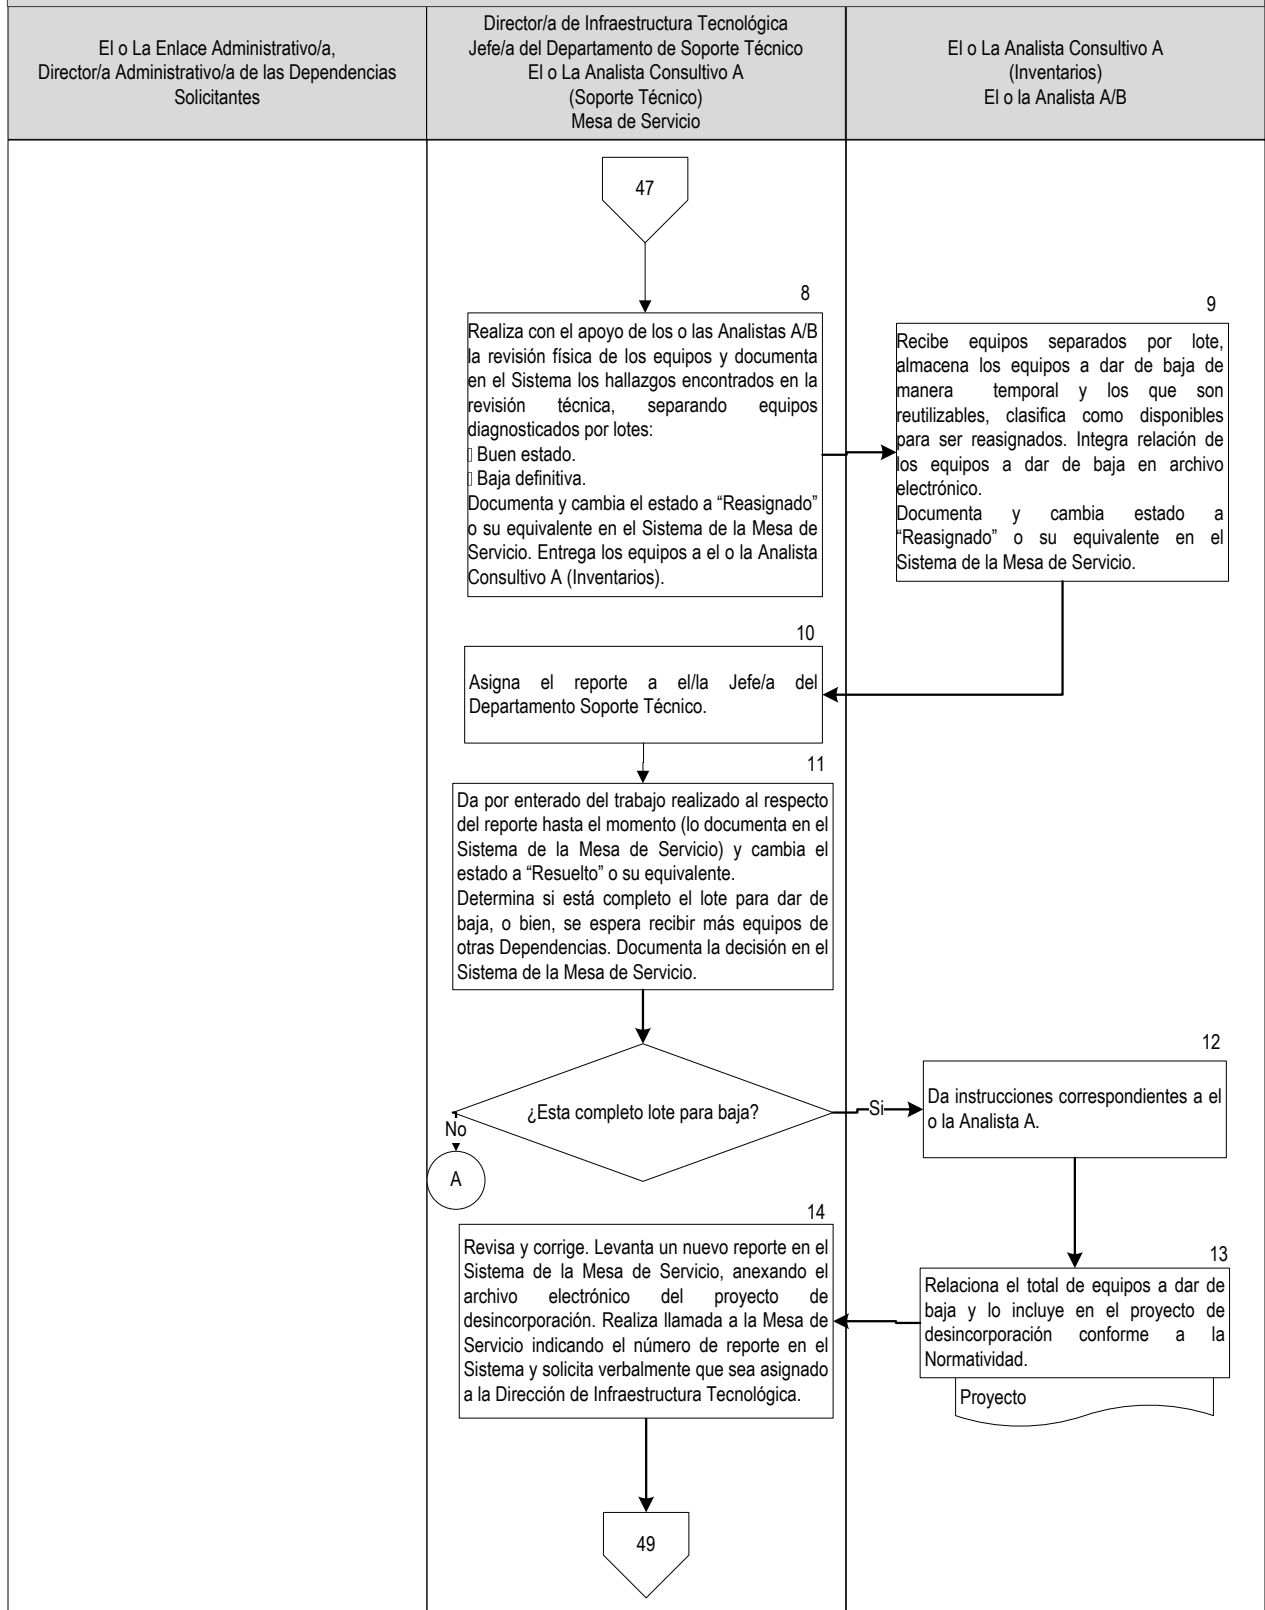 El o La Enlace Administrativo/a,
Director/a Administrativo/a de las Dependencias
Solicitantes
Director/a de Infraestructura Tecnológica
Jefe/a del Departamento de Soporte Técnico
El o La Analista Consultivo A
(Soporte Técnico)
Mesa de Servicio
El o La Analista Consultivo A
(Inventarios)
El o la Analista A/B
47
8
Realiza con el apoyo de los o las Analistas A/B
la revisión física de los equipos y documenta
en el Sistema los hallazgos encontrados en la
revisión técnica, separando equipos
diagnosticados por lotes:
Buen estado.
Baja definitiva.
Documenta y cambia el estado a “Reasignado”
o su equivalente en el Sistema de la Mesa de
Servicio. Entrega los equipos a el o la Analista
Consultivo A (Inventarios).
9
Recibe equipos separados por lote,
almacena los equipos a dar de baja de
manera temporal y los que son
reutilizables, clasifica como disponibles
para ser reasignados. Integra relación de
los equipos a dar de baja en archivo
electrónico.
Documenta y cambia estado a
“Reasignado” o su equivalente en el
Sistema de la Mesa de Servicio.
10
Asigna el reporte a el/la Jefe/a del
Departamento Soporte Técnico.
11
Da por enterado del trabajo realizado al respecto
del reporte hasta el momento (lo documenta en el
Sistema de la Mesa de Servicio) y cambia el
estado a “Resuelto” o su equivalente.
Determina si está completo el lote para dar de
baja, o bien, se espera recibir más equipos de
otras Dependencias. Documenta la decisión en el
Sistema de la Mesa de Servicio.
¿Esta completo lote para baja?
Si
No
A
12
Da instrucciones correspondientes a el
o la Analista A.
13
Relaciona el total de equipos a dar de
baja y lo incluye en el proyecto de
desincorporación conforme a la
Normatividad.
Proyecto
14
Revisa y corrige. Levanta un nuevo reporte en el
Sistema de la Mesa de Servicio, anexando el
archivo electrónico del proyecto de
desincorporación. Realiza llamada a la Mesa de
Servicio indicando el número de reporte en el
Sistema y solicita verbalmente que sea asignado
a la Dirección de Infraestructura Tecnológica.
49